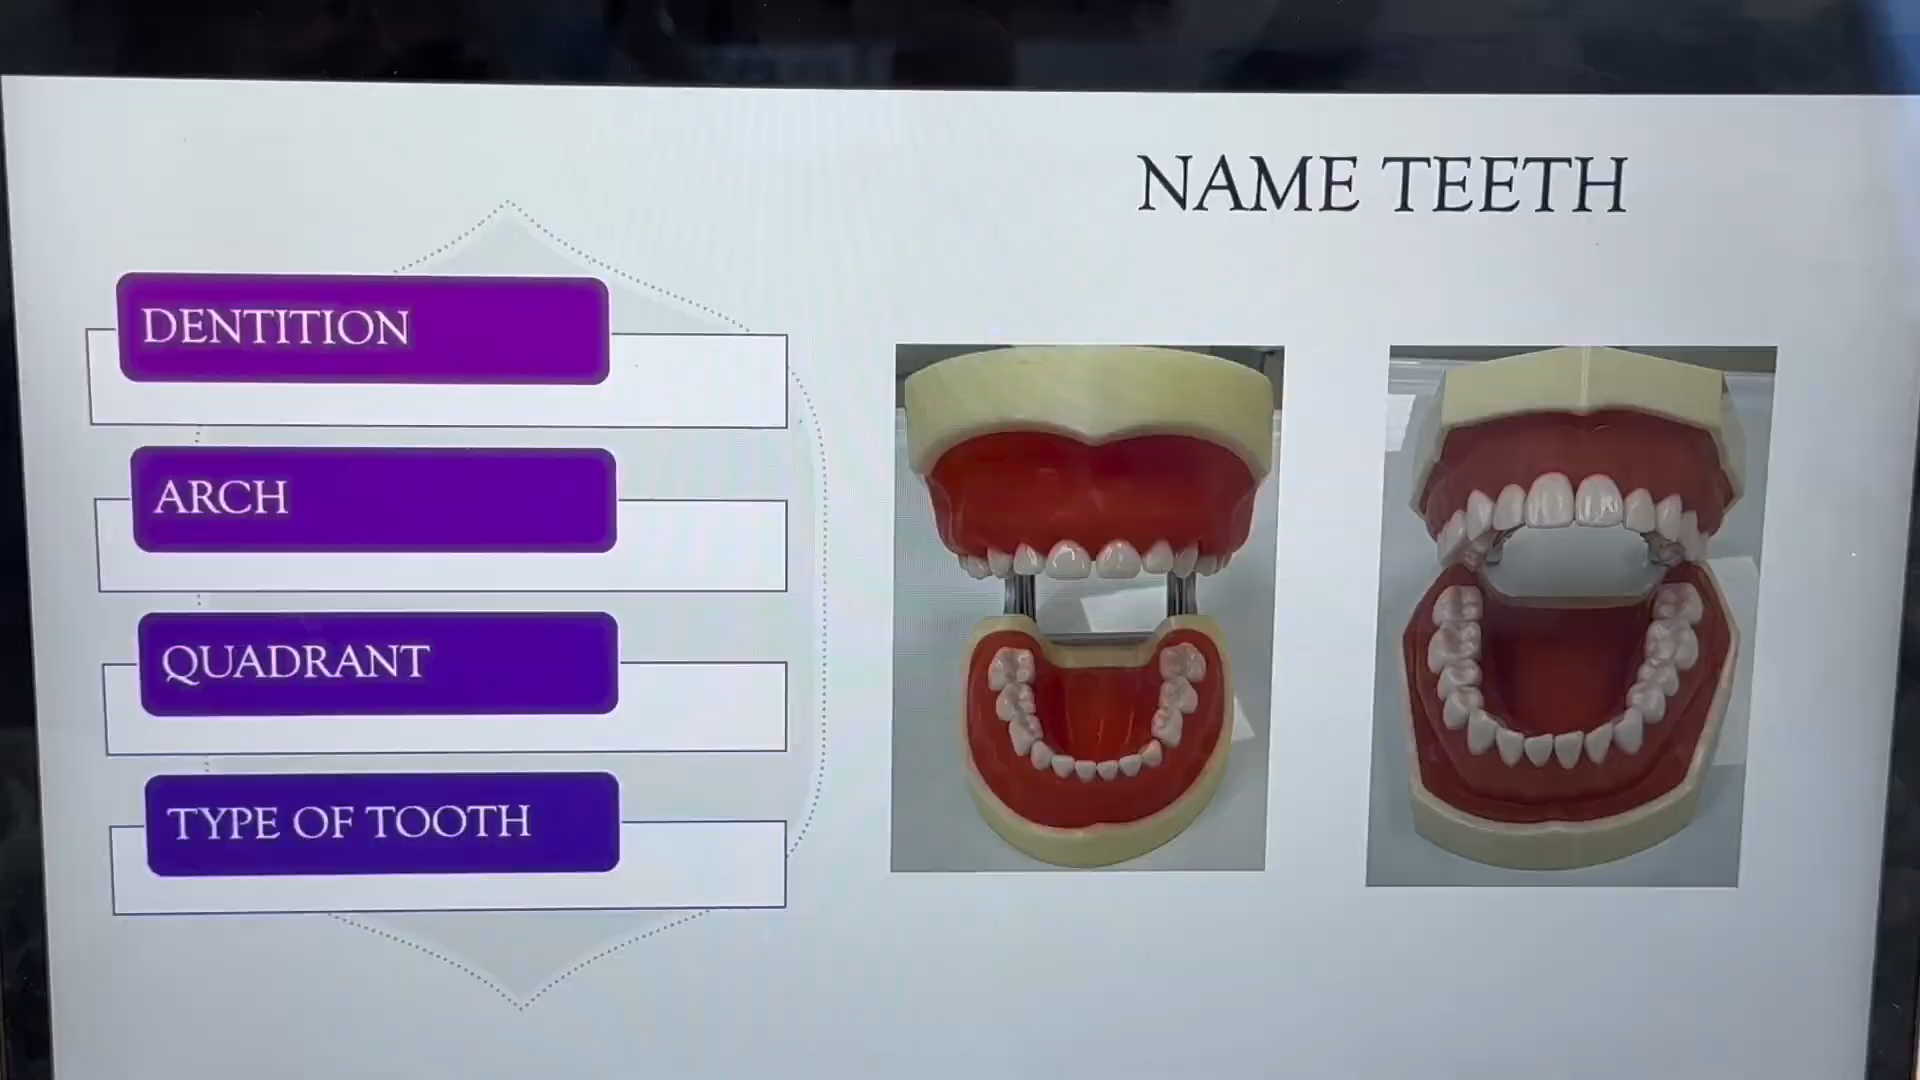 NAME TEETH
DENTITION
ARCH
QUADRANT
TYPE OF TOOTH